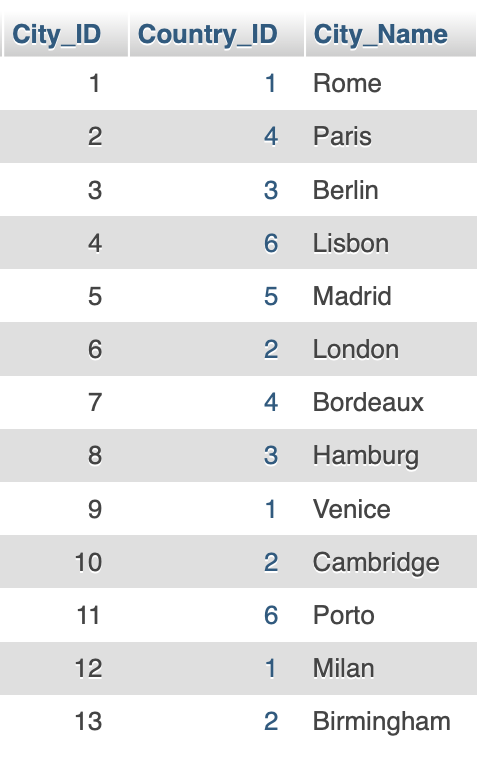 City_ID Country_ID City_Name
1 1 Rome
2 4 Paris
3 3 Berlin
4 6 Lisbon
5 5 Madrid
6 2 London
7 4 Bordeaux
8 3 Hamburg
9 1 Venice
10 2 Cambridge
11 6 Porto
12 1 Milan
13 2 Birmingham